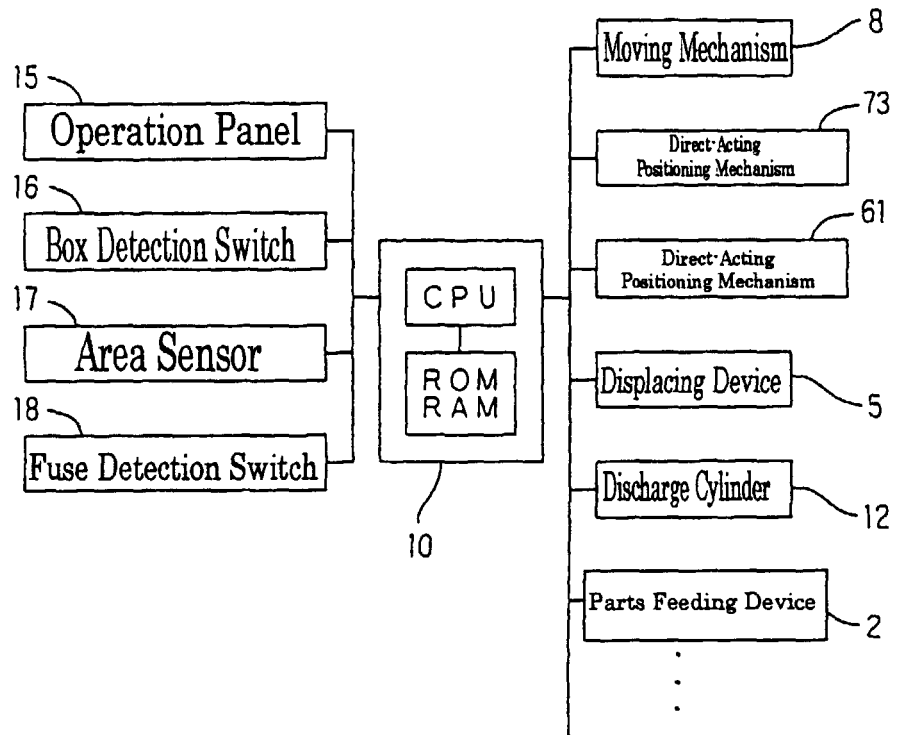 15
Operation Panel
16
Box Detection Switch
17
Area Sensor
18
Fuse Detection Switch
CPU
ROM
RAM
10
8
Moving Mechanism
73
Direct-Acting
Positioning Mechanism
61
Direct-Acting
Positioning Mechanism
Displacing Device
5
Discharge Cylinder
12
Parts Feeding Device
2